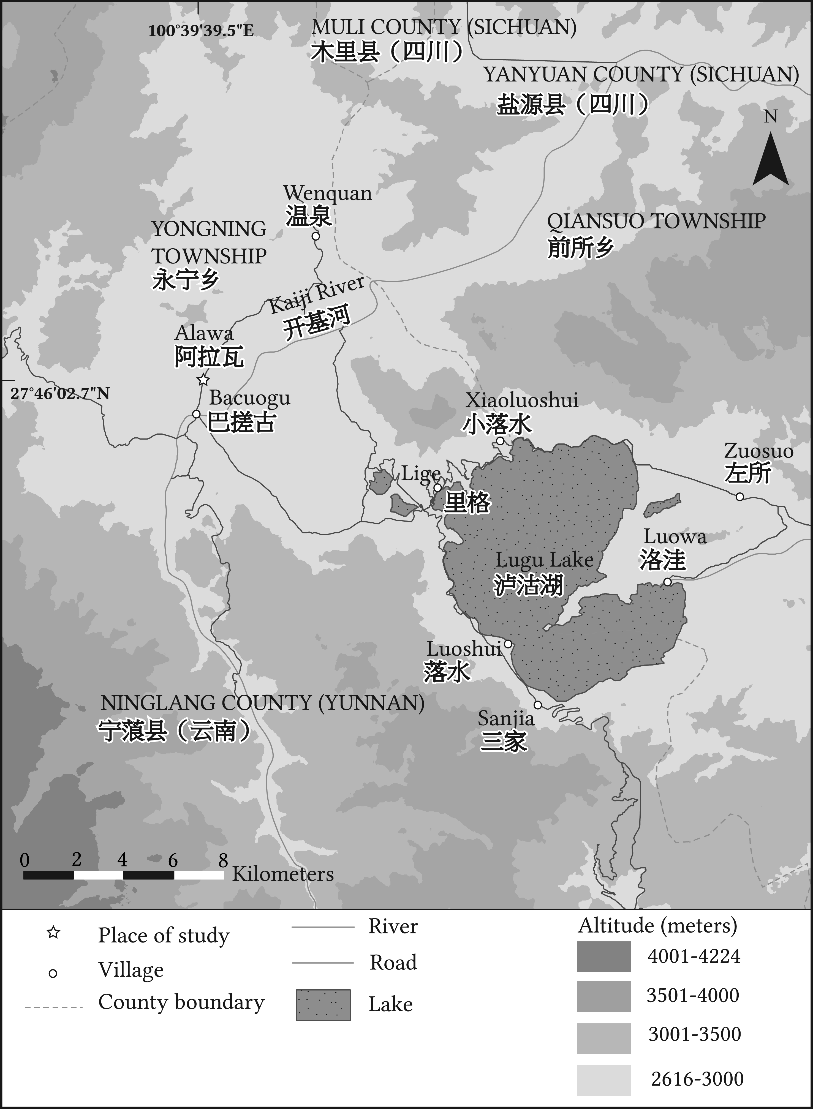 100°39'39.5"E
MULI COUNTY (SICHUAN)
木里县（四川）
YANYUAN COUNTY (SICHUAN)
盐源县（四川）
N
Wenquan
温泉
YONGNING
TOWNSHIP
永宁乡
QIANSUO TOWNSHIP
前所乡
Kaiji River
开基河
Alawa
阿拉瓦
27°46'02.7"N
Bacuogu
巴搓古
Xiaoluoshui
小落水
Zuosuo
左所
Lige
里格
Luowa
洛洼
Lugu Lake
泸沽湖
Luoshui
落水
NINGLANG COUNTY (YUNNAN)
宁蒗县（云南）
Sanjia
三家
0 2 4 6 8
Kilometers
Place of study
Village
County boundary
River
Road
Lake
Altitude (meters)
4001-4224
3501-4000
3001-3500
2616-3000